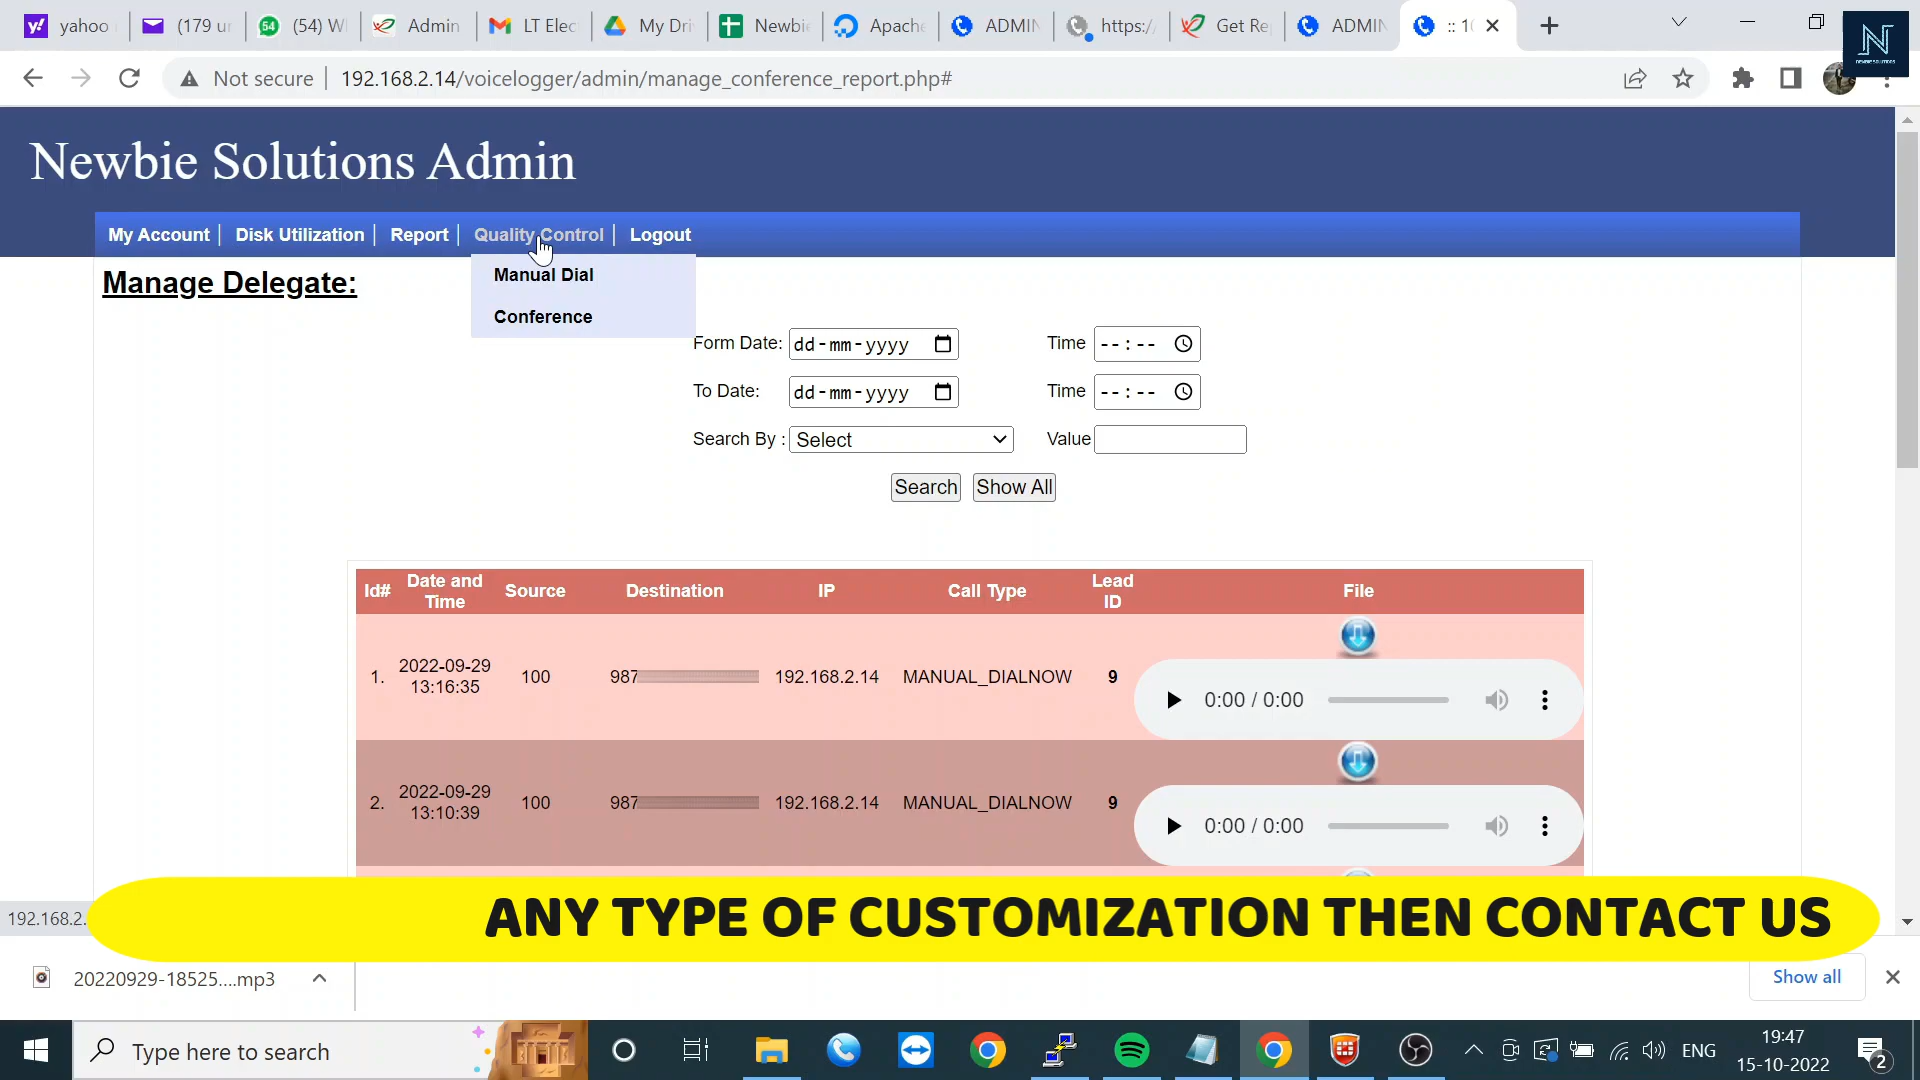 yahoo
(179 ur
54
(54) W
Admin
LT Elec
My Dri
Newbie
Apache
ADMIN
https:/
Get Re
ADMIN
:: 10
N
NEWBIE SOLUTIONS
Not secure
192.168.2.14/voicelogger/admin/manage_conference_report.php#
Newbie Solutions Admin
My Account
Disk Utilization
Report
Quality Control
Logout
Manual Dial
Conference
Manage Delegate:
Form Date:
dd-mm-yyyy
Time
--:--
To Date:
dd-mm-yyyy
Time
--:--
Search By :
Select
Value
Search
Show All
Id#
Date and
Time
Source
Destination
IP
Call Type
Lead
ID
File
1.
2022-09-29
13:16:35
100
987
192.168.2.14
MANUAL_DIALNOW
9
0:00 / 0:00
2.
2022-09-29
13:10:39
100
987
192.168.2.14
MANUAL_DIALNOW
9
0:00 / 0:00
192.168.2.
ANY TYPE OF CUSTOMIZATION THEN CONTACT US
20220929-18525....mp3
Show all
Type here to search
ENG
19:47
15-10-2022
2